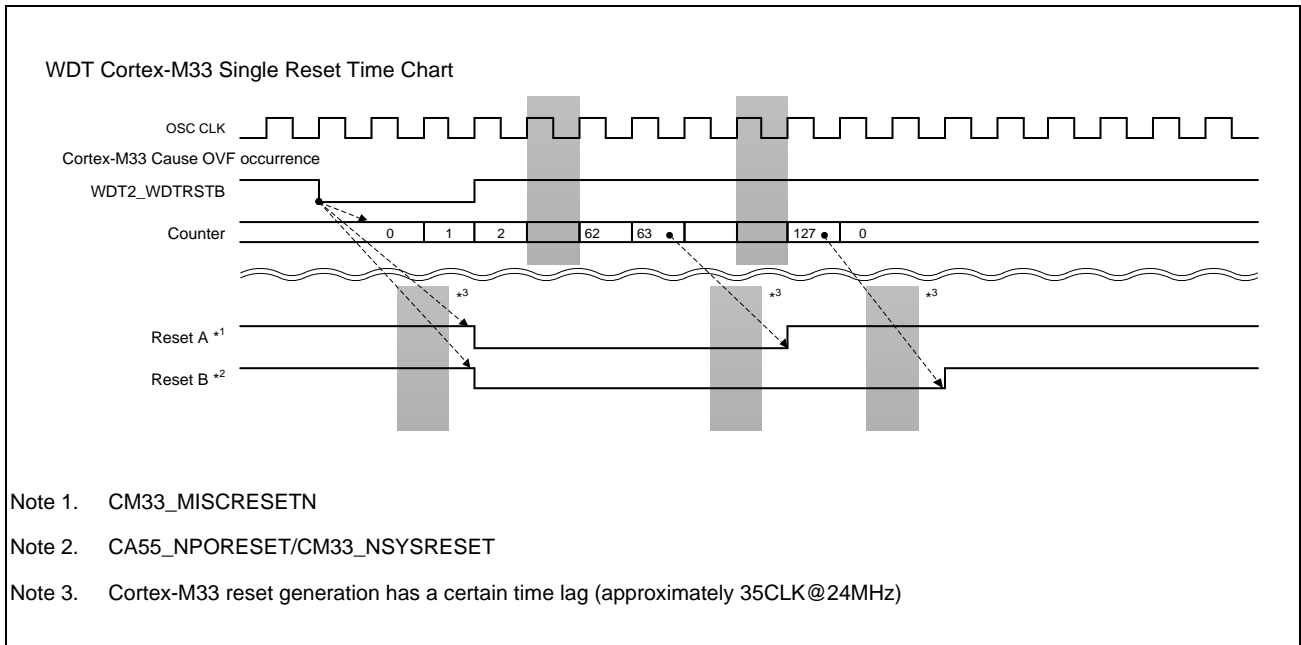 WDT Cortex-M33 Single Reset Time Chart
OSC CLK
Cortex-M33 Cause OVF occurrence
WDT2_WDTRSTB
Counter 0 1 2 62 63 127 0
*3 *3 *3
Reset A *1
Reset B *2
Note 1. CM33_MISCRESETN
Note 2. CA55_NPORESET/CM33_NSYSRESET
Note 3. Cortex-M33 reset generation has a certain time lag (approximately 35CLK@24MHz)